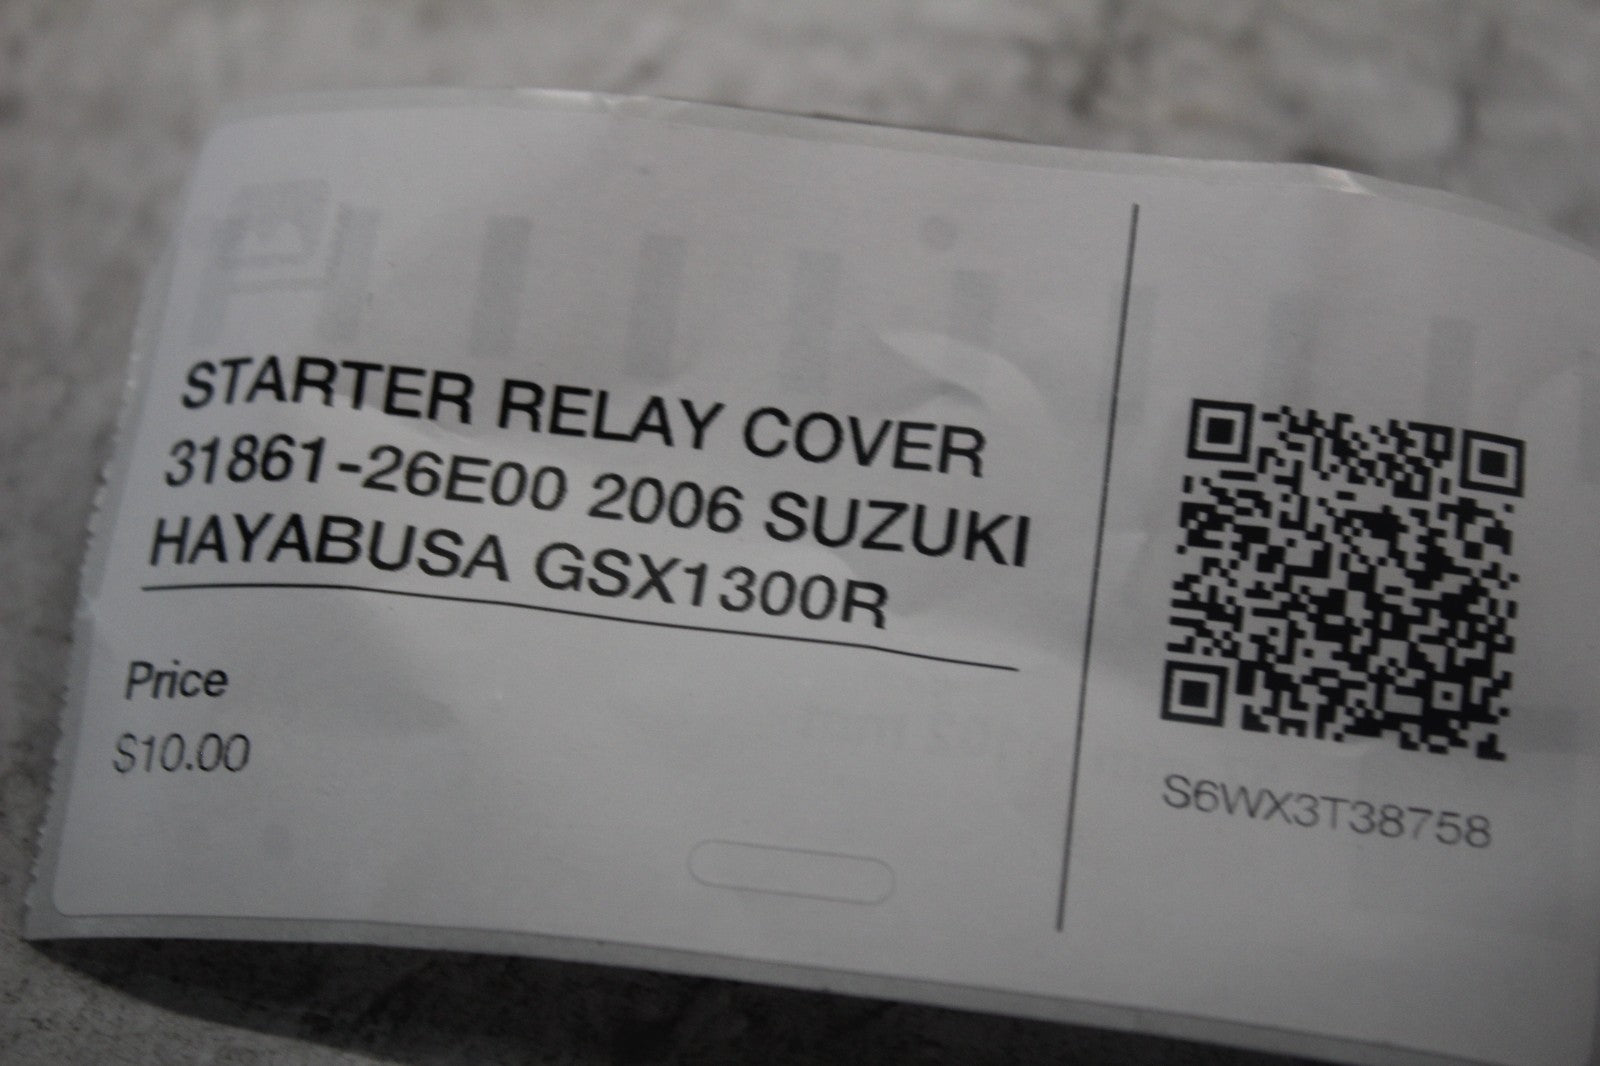 STARTER RELAY COVER
31861-26E00 2006 SUZUKI
HAYABUSA GSX1300R
Price
$10.00
S6WX3T38758